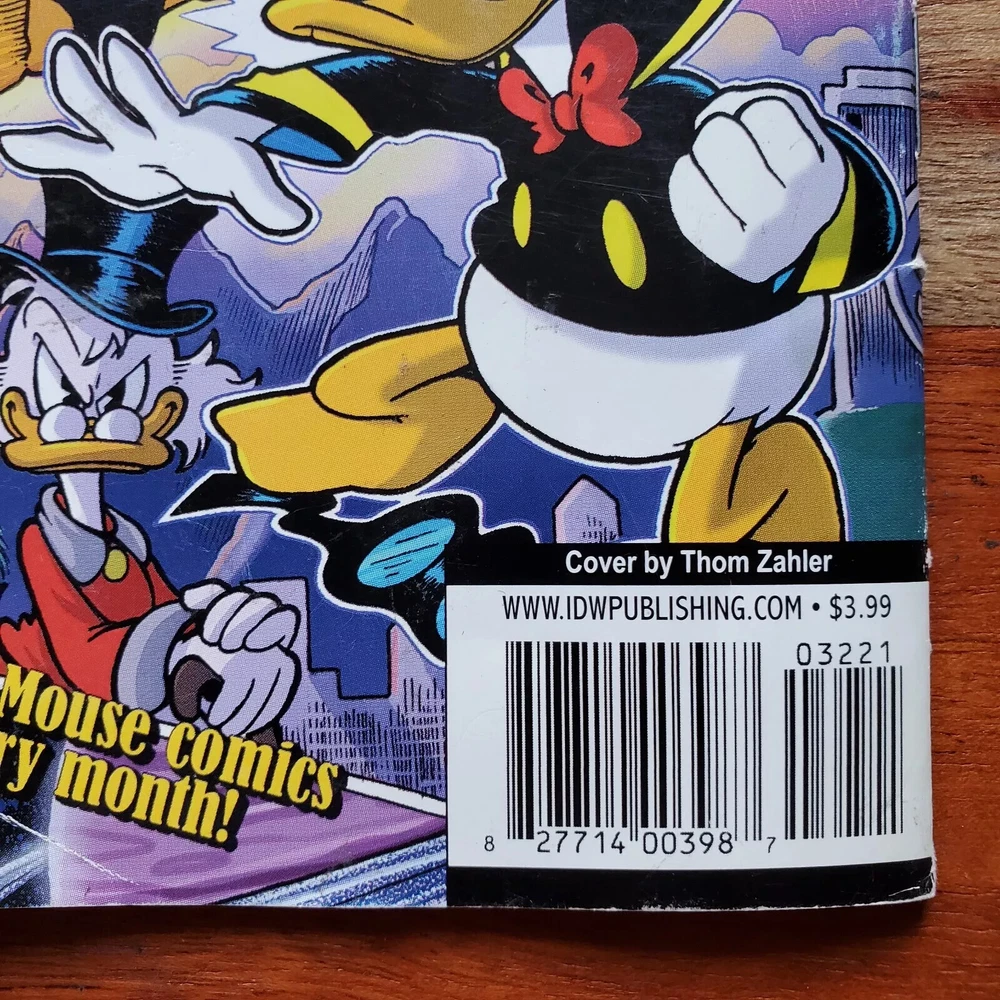 Mouse comics
ry month!
Cover by Thom Zahler
WWW.IDWPUBLISHING.COM • $3.99
03221
8 27714 00398 7